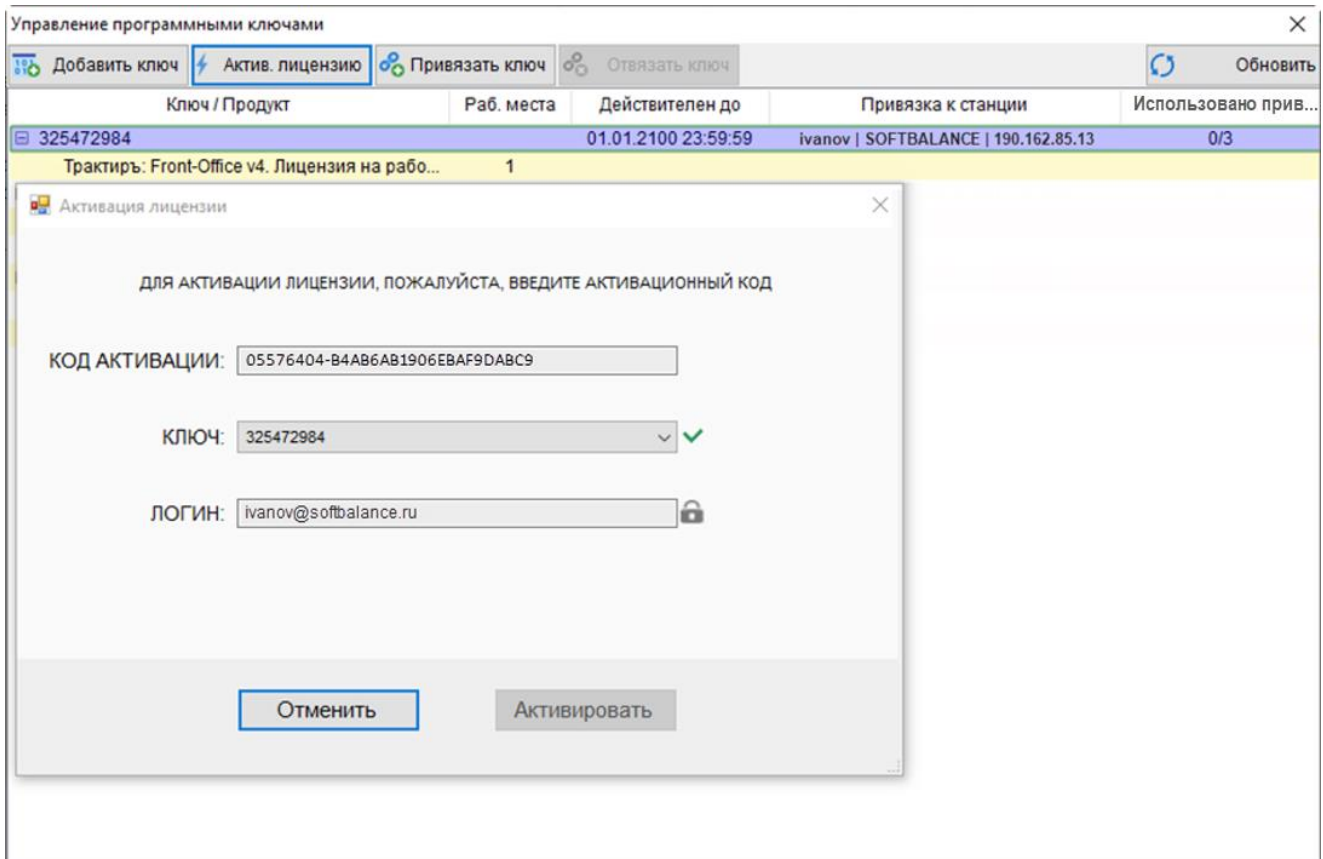 Управление программными ключами
Добавить ключ Актив. лицензию Привязать ключ Отвязать ключ Обновить
Ключ / Продукт Раб. места Действителен до Привязка к станции Использовано прив...
325472984 01.01.2100 23:59:59 ivanov | SOFTBALANCE | 190.162.85.13 0/3
Трактиръ: Front-Office v4. Лицензия на рабо... 1
Активация лицензии
ДЛЯ АКТИВАЦИИ ЛИЦЕНЗИИ, ПОЖАЛУЙСТА, ВВЕДИТЕ АКТИВАЦИОННЫЙ КОД
КОД АКТИВАЦИИ: 05576404-B4AB6AB1906EBAF9DABC9
КЛЮЧ: 325472984
ЛОГИН: ivanov@softbalance.ru
Отменить Активировать